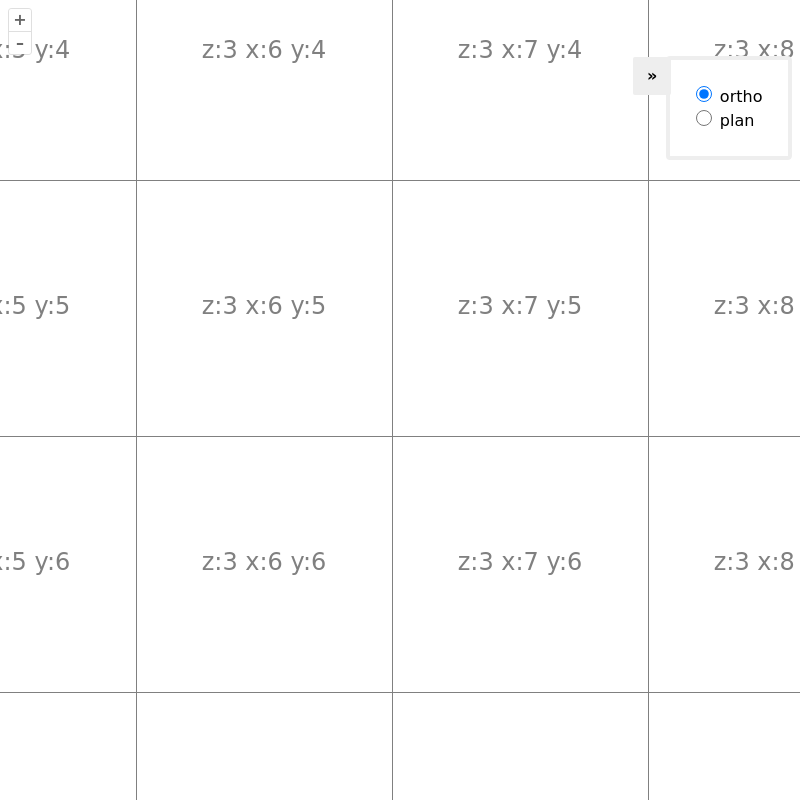 +
-
y:4
z:3 x:6 y:4
z:3 x:7 y:4
z:3 x:8
»
ortho
plan
x:5 y:5
z:3 x:6 y:5
z:3 x:7 y:5
z:3 x:8
x:5 y:6
z:3 x:6 y:6
z:3 x:7 y:6
z:3 x:8